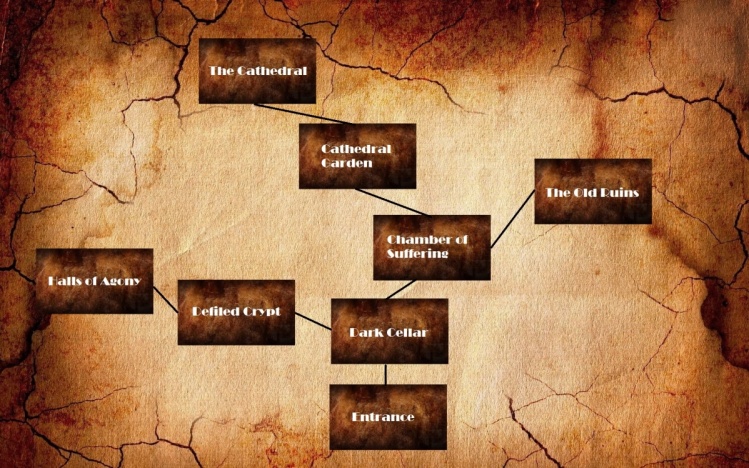 The Cathedral
Cathedral
Garden
The Old Ruins
Chamber of
Suffering
Halls of Agony
Defiled Crypt
Dark Cellar
Entrance